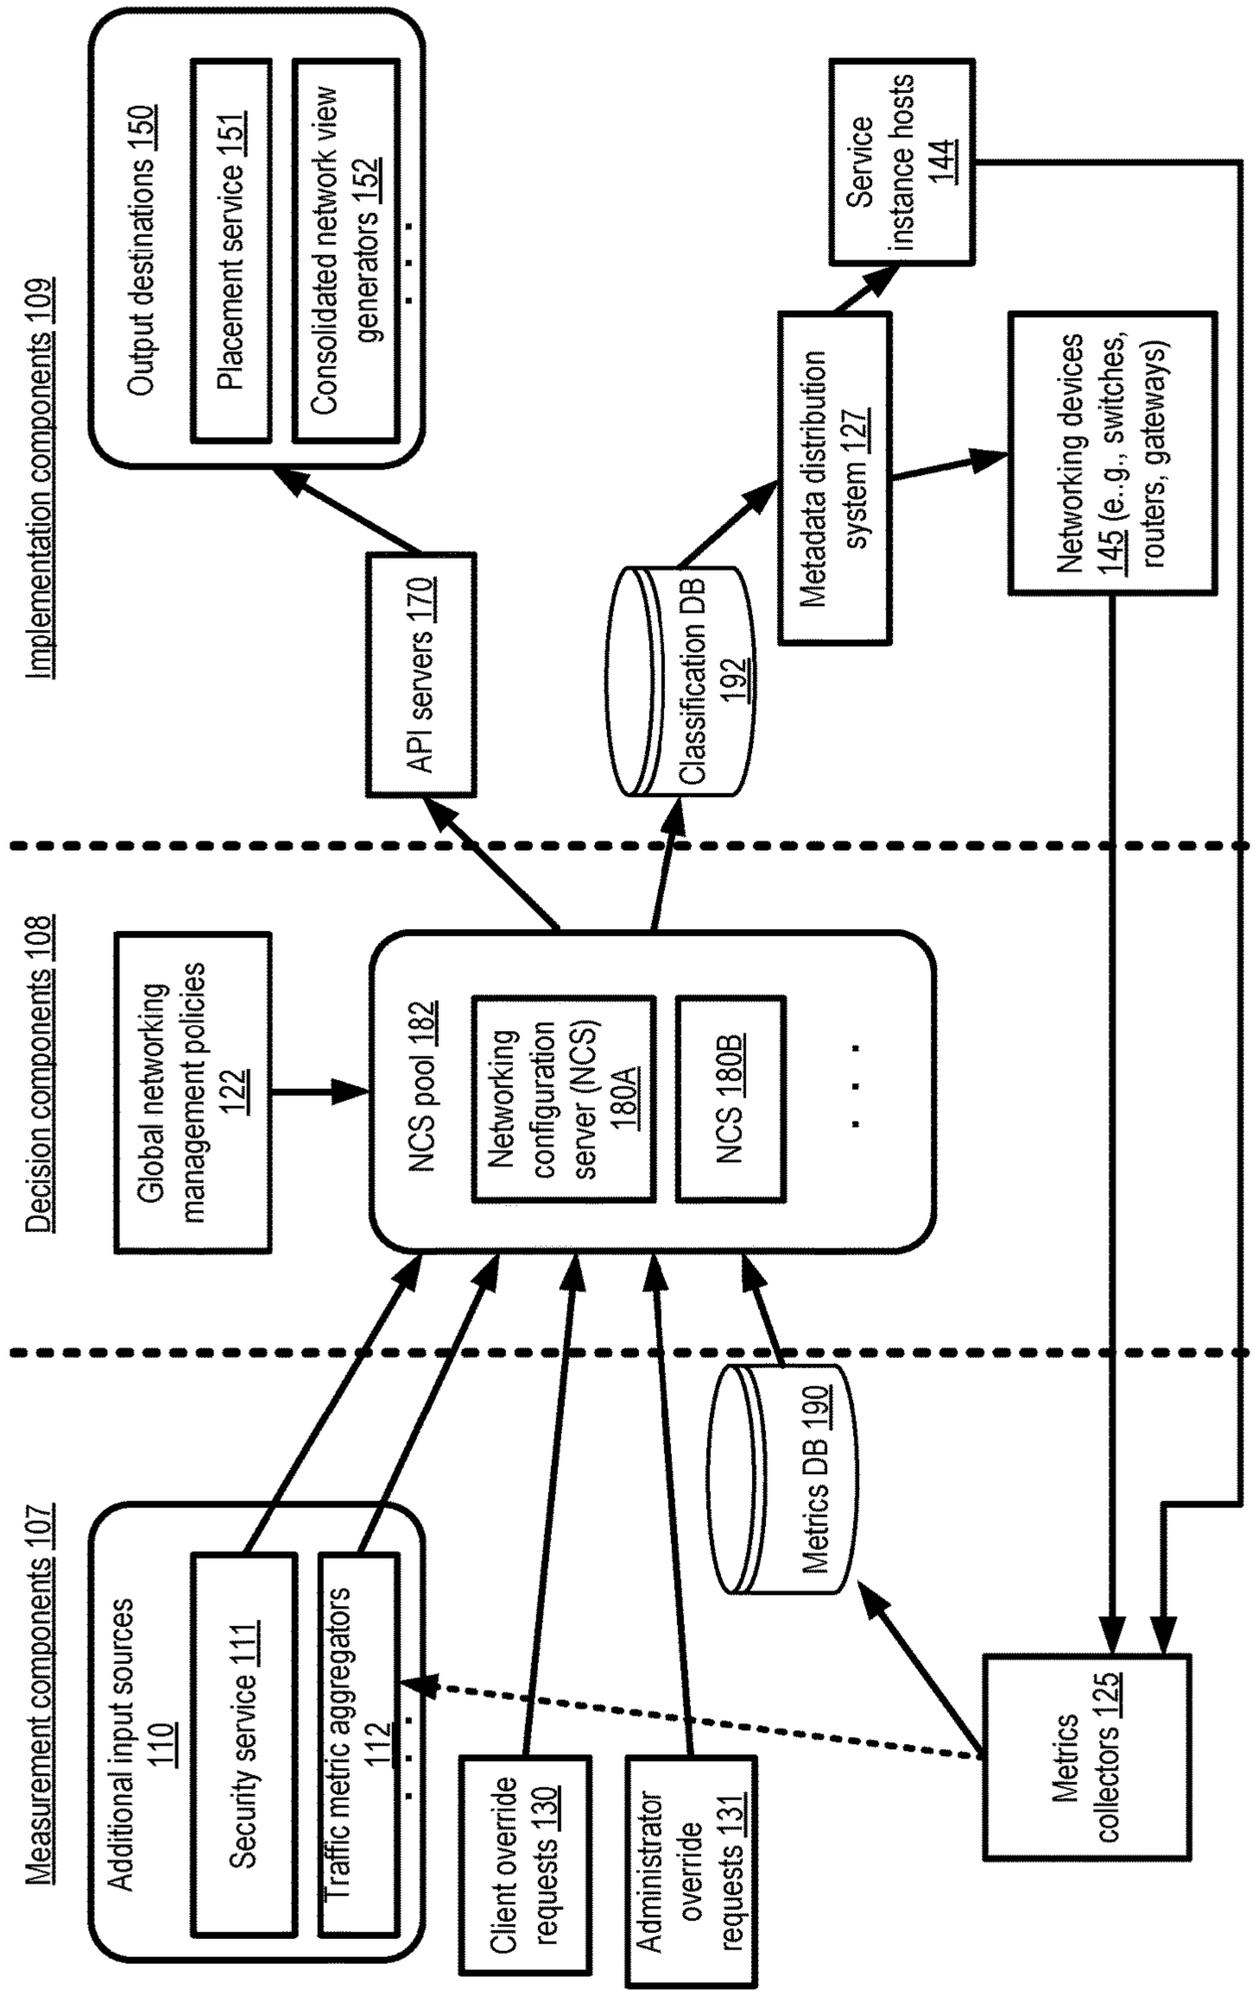 Measurement components 107
Additional input sources
110
Security service 111
Traffic metric aggregators
112
. . .
Client override
requests 130
Administrator
override
requests 131
Metrics DB 190
Metrics
collectors 125
Decision components 108
Global networking
management policies
122
NCS pool 182
Networking
configuration
server (NCS)
180A
NCS 180B
. . .
Implementation components 109
Output destinations 150
Placement service 151
Consolidated network view
generators 152
. . .
API servers 170
Classification DB
192
Metadada distribution
system 127
Service
instance hosts
144
Networking devices
145 (e..g., switches,
routers, gateways)